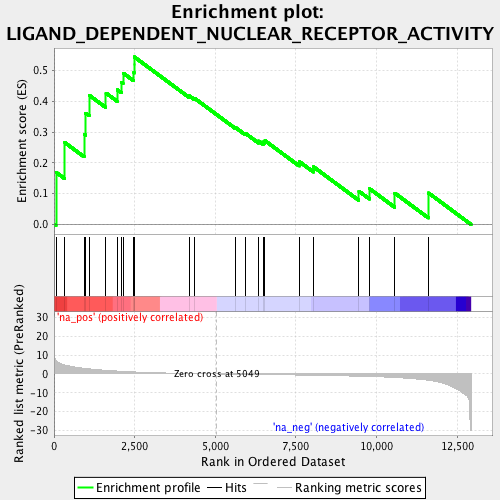 Enrichment plot:
LIGAND_DEPENDENT_NUCLEAR_RECEPTOR_ACTIVITY
Enrichment score (ES)
0.5
0.4
0.3
0.2
0.1
0.0
'na_pos' (positively correlated)
Ranked list metric (PreRanked)
30
20
10
0
-10
-20
-30
Zero cross at 5049
'na_neg' (negatively correlated)
0
2,500
5,000
7,500
10,000
12,500
Rank in Ordered Dataset
Enrichment profile
Hits
Ranking metric scores